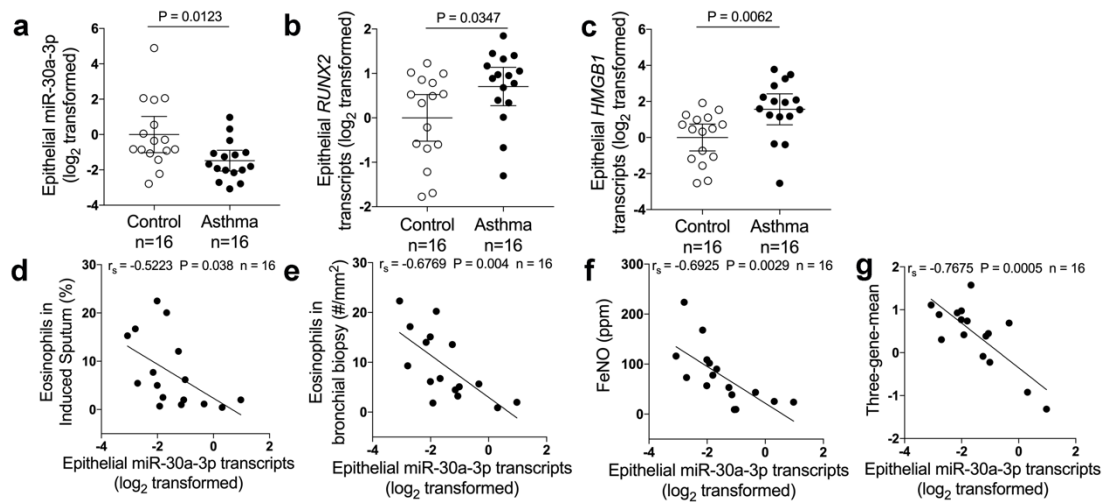 a
Epithelial miR-30a-3p
(log2 transformed)
P = 0.0123
6
4
2
0
-2
-4
Control
n=16
Asthma
n=16
b
Epithelial RUNX2
transcripts (log2 transformed)
P = 0.0347
2
1
0
-1
-2
Control
n=16
Asthma
n=16
c
Epithelial HMGB1
transcripts (log2 transformed)
P = 0.0062
6
4
2
0
-2
-4
Control
n=16
Asthma
n=16
d
rs = -0.5223 P = 0.038 n = 16
Eosinophils in
Induced Sputum (%)
30
20
10
0
-4
-2
0
2
Epithelial miR-30a-3p transcripts
(log2 transformed)
e
rs = -0.6769 P = 0.004 n = 16
Eosinophils in
bronchial biopsy (#/mm2)
30
20
10
0
-4
-2
0
2
Epithelial miR-30a-3p transcripts
(log2 transformed)
f
rs = -0.6925 P = 0.0029 n = 16
FeNO (ppm)
300
200
100
0
-4
-2
0
2
Epithelial miR-30a-3p transcripts
(log2 transformed)
g
rs = -0.7675 P = 0.0005 n = 16
Three-gene-mean
2
1
0
-1
-2
-4
-2
0
2
Epithelial miR-30a-3p transcripts
(log2 transformed)